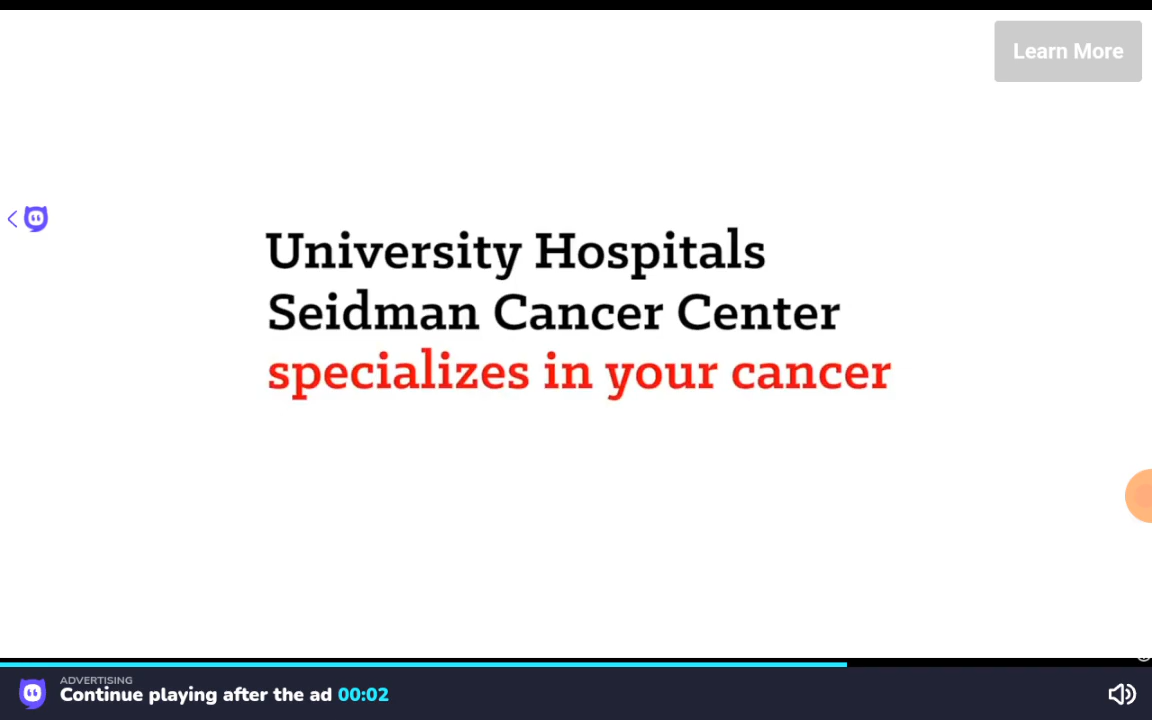 Learn More
University Hospitals
Seidman Cancer Center
specializes in your cancer
ADVERTISING
Continue playing after the ad 00:02